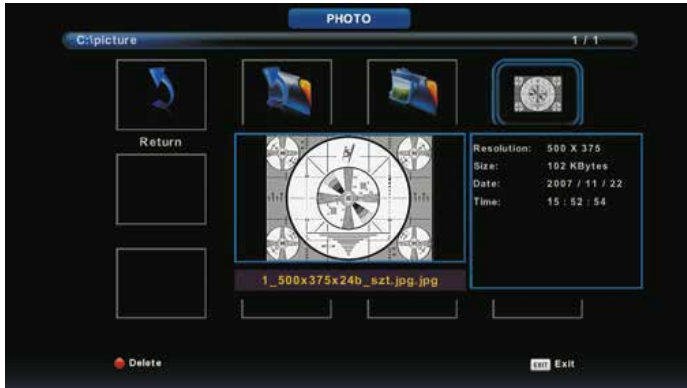 PHOTO
C:\picture
1 / 1
Return
Resolution: 500 X 375
Size: 102 KBytes
Date: 2007 / 11 / 22
Time: 15 : 52 : 54
1_500x375x24b_szt.jpg.jpg
Delete
EXIT Exit